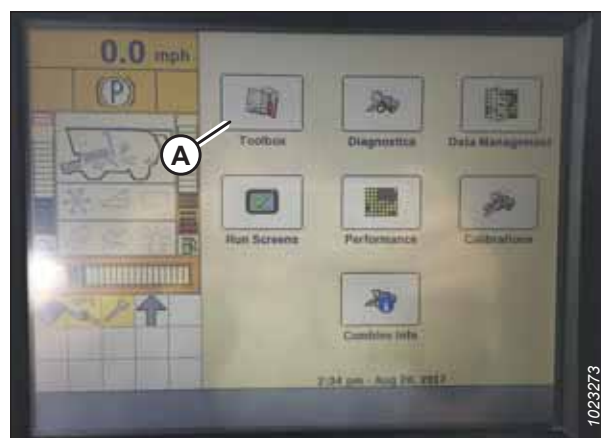 0.0 mph
(P)
A
Toolbox
Diagnostics
Data Management
Run Screens
Performance
Calibrations
Combine Info
2:34 pm - Aug 24, 2017
1023273